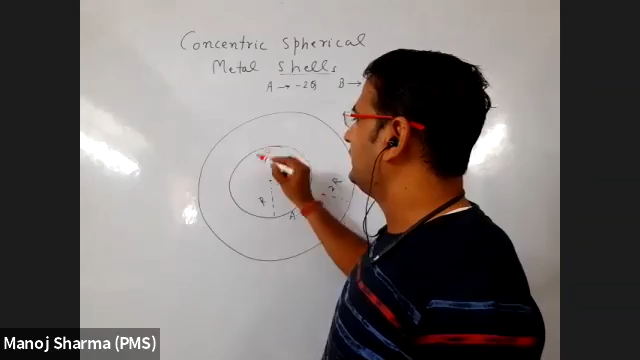 Concentric Spherical
Metal Shells
A → -2Q B →
R
2R
A
Manoj Sharma (PMS)